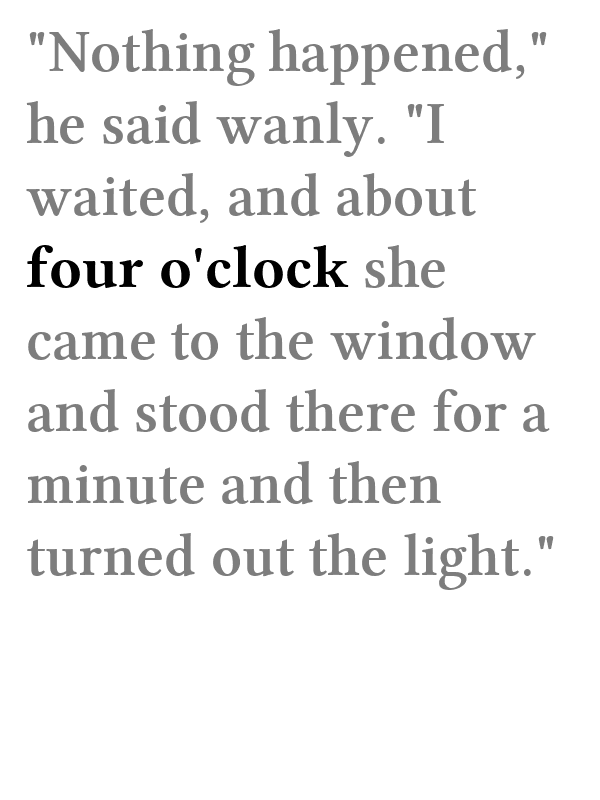 "Nothing happened,"
he said wanly. "I
waited, and about
four o'clock she
came to the window
and stood there for a
minute and then
turned out the light."